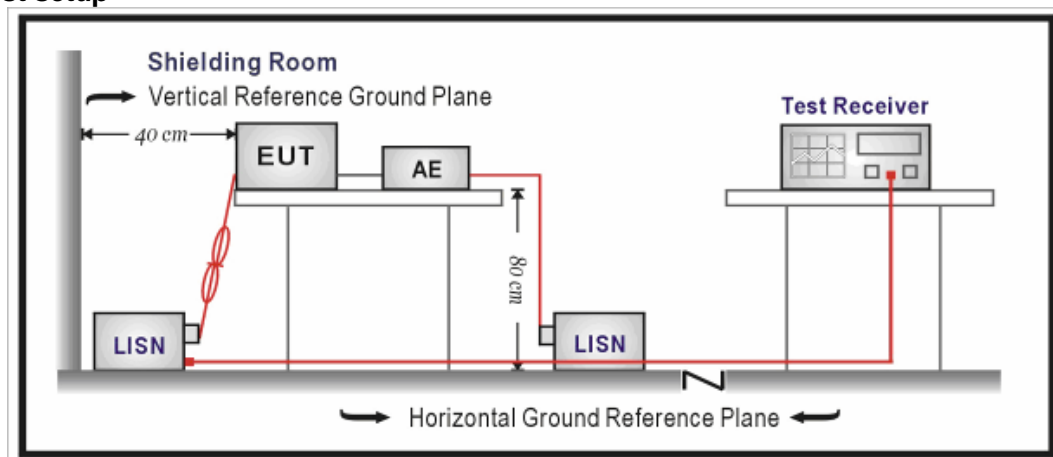 Shielding Room
Vertical Reference Ground Plane
40 cm
EUT
AE
Test Receiver
80 cm
LISN
LISN
Horizontal Ground Reference Plane